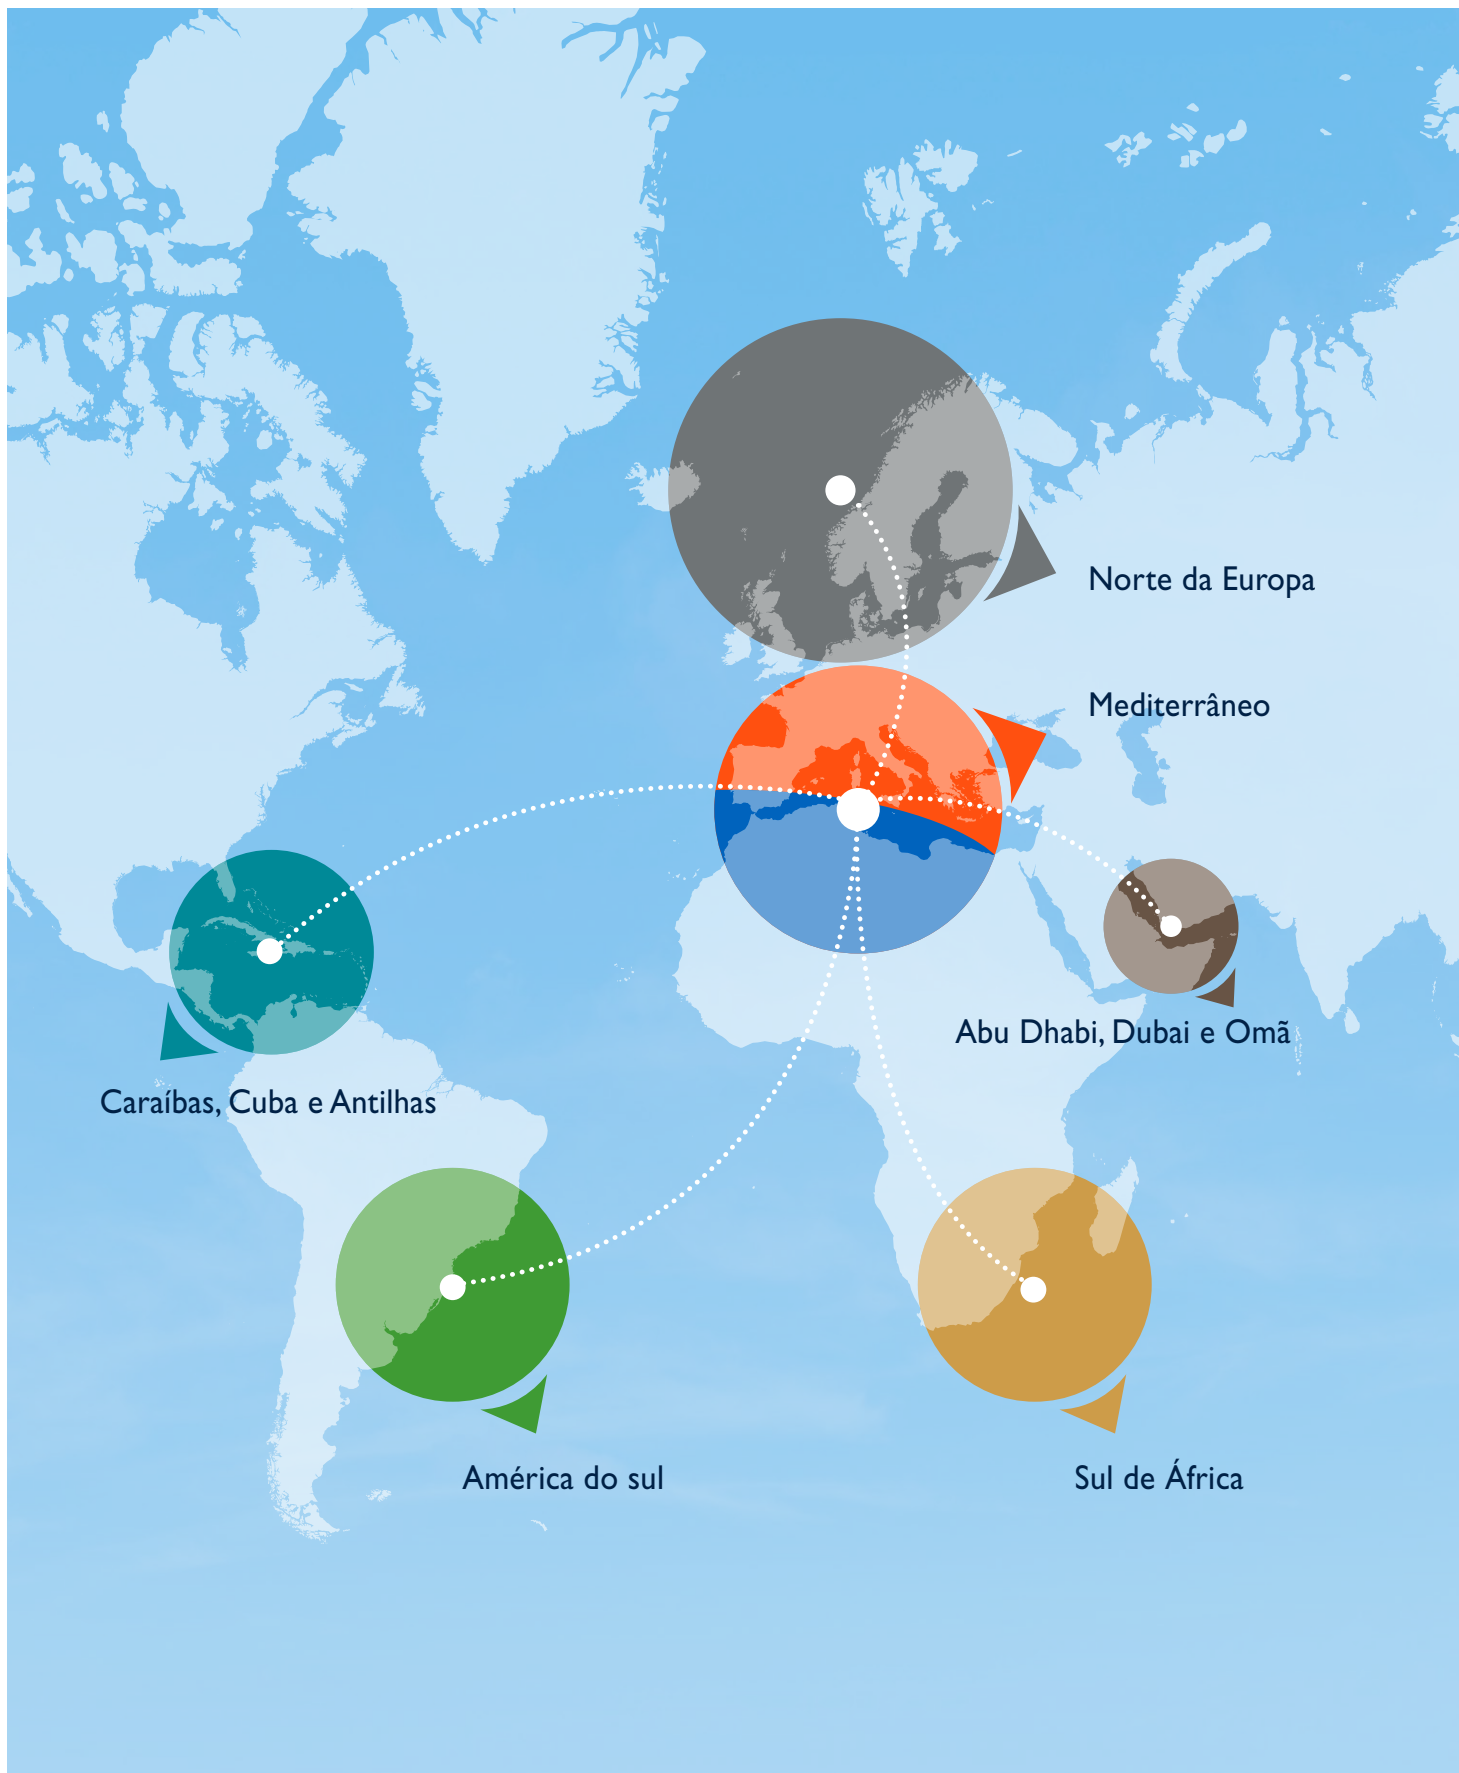 Norte da Europa
Mediterrâneo
Abu Dhabi, Dubai e Omã
Caraíbas, Cuba e Antilhas
América do sul
Sul de África